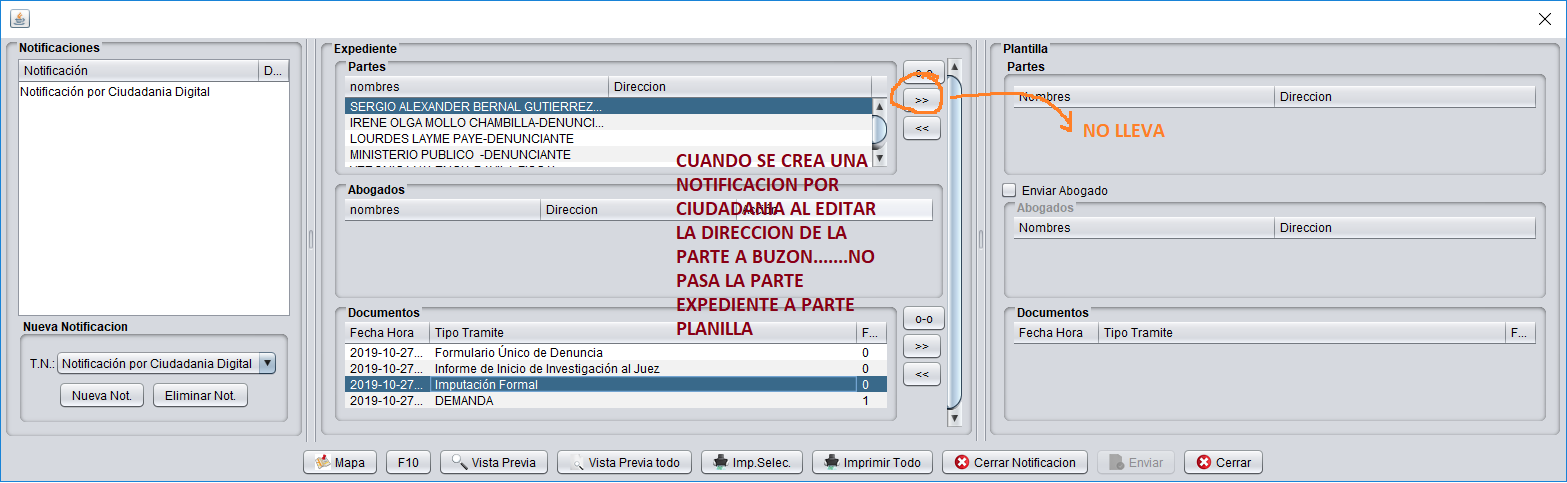 Notificaciones
Notificación D...
Notificación por Ciudadania Digital
Nueva Notificacion
T.N.: Notificación por Ciudadania Digital
Nueva Not. Eliminar Not.
Expediente
Partes
nombres Direccion
SERGIO ALEXANDER BERNAL GUTIERREZ...
IRENE OLGA MOLLO CHAMBILLA-DENUNCI...
LOURDES LAYME PAYE-DENUNCIANTE
MINISTERIO PUBLICO -DENUNCIANTE
o-o
>>
<<
Abogados
nombres Direccion Acción
CUANDO SE CREA UNA
NOTIFICACION POR
CIUDADANIA AL EDITAR
LA DIRECCION DE LA
PARTE A BUZON.......NO
PASA LA PARTE
EXPEDIENTE A PARTE
PLANILLA
Documentos
Fecha Hora Tipo Tramite F...
2019-10-27... Formulario Único de Denuncia 0
2019-10-27... Informe de Inicio de Investigación al Juez 0
2019-10-27... Imputación Formal 0
2019-10-27... DEMANDA 1
o-o
>>
<<
Plantilla
Partes
Nombres Direccion
NO LLEVA
Enviar Abogado
Abogados
Nombres Direccion
Documentos
Fecha Hora Tipo Tramite F...
Mapa F10 Vista Previa Vista Previa todo Imp.Selec. Imprimir Todo Cerrar Notificacion Enviar Cerrar